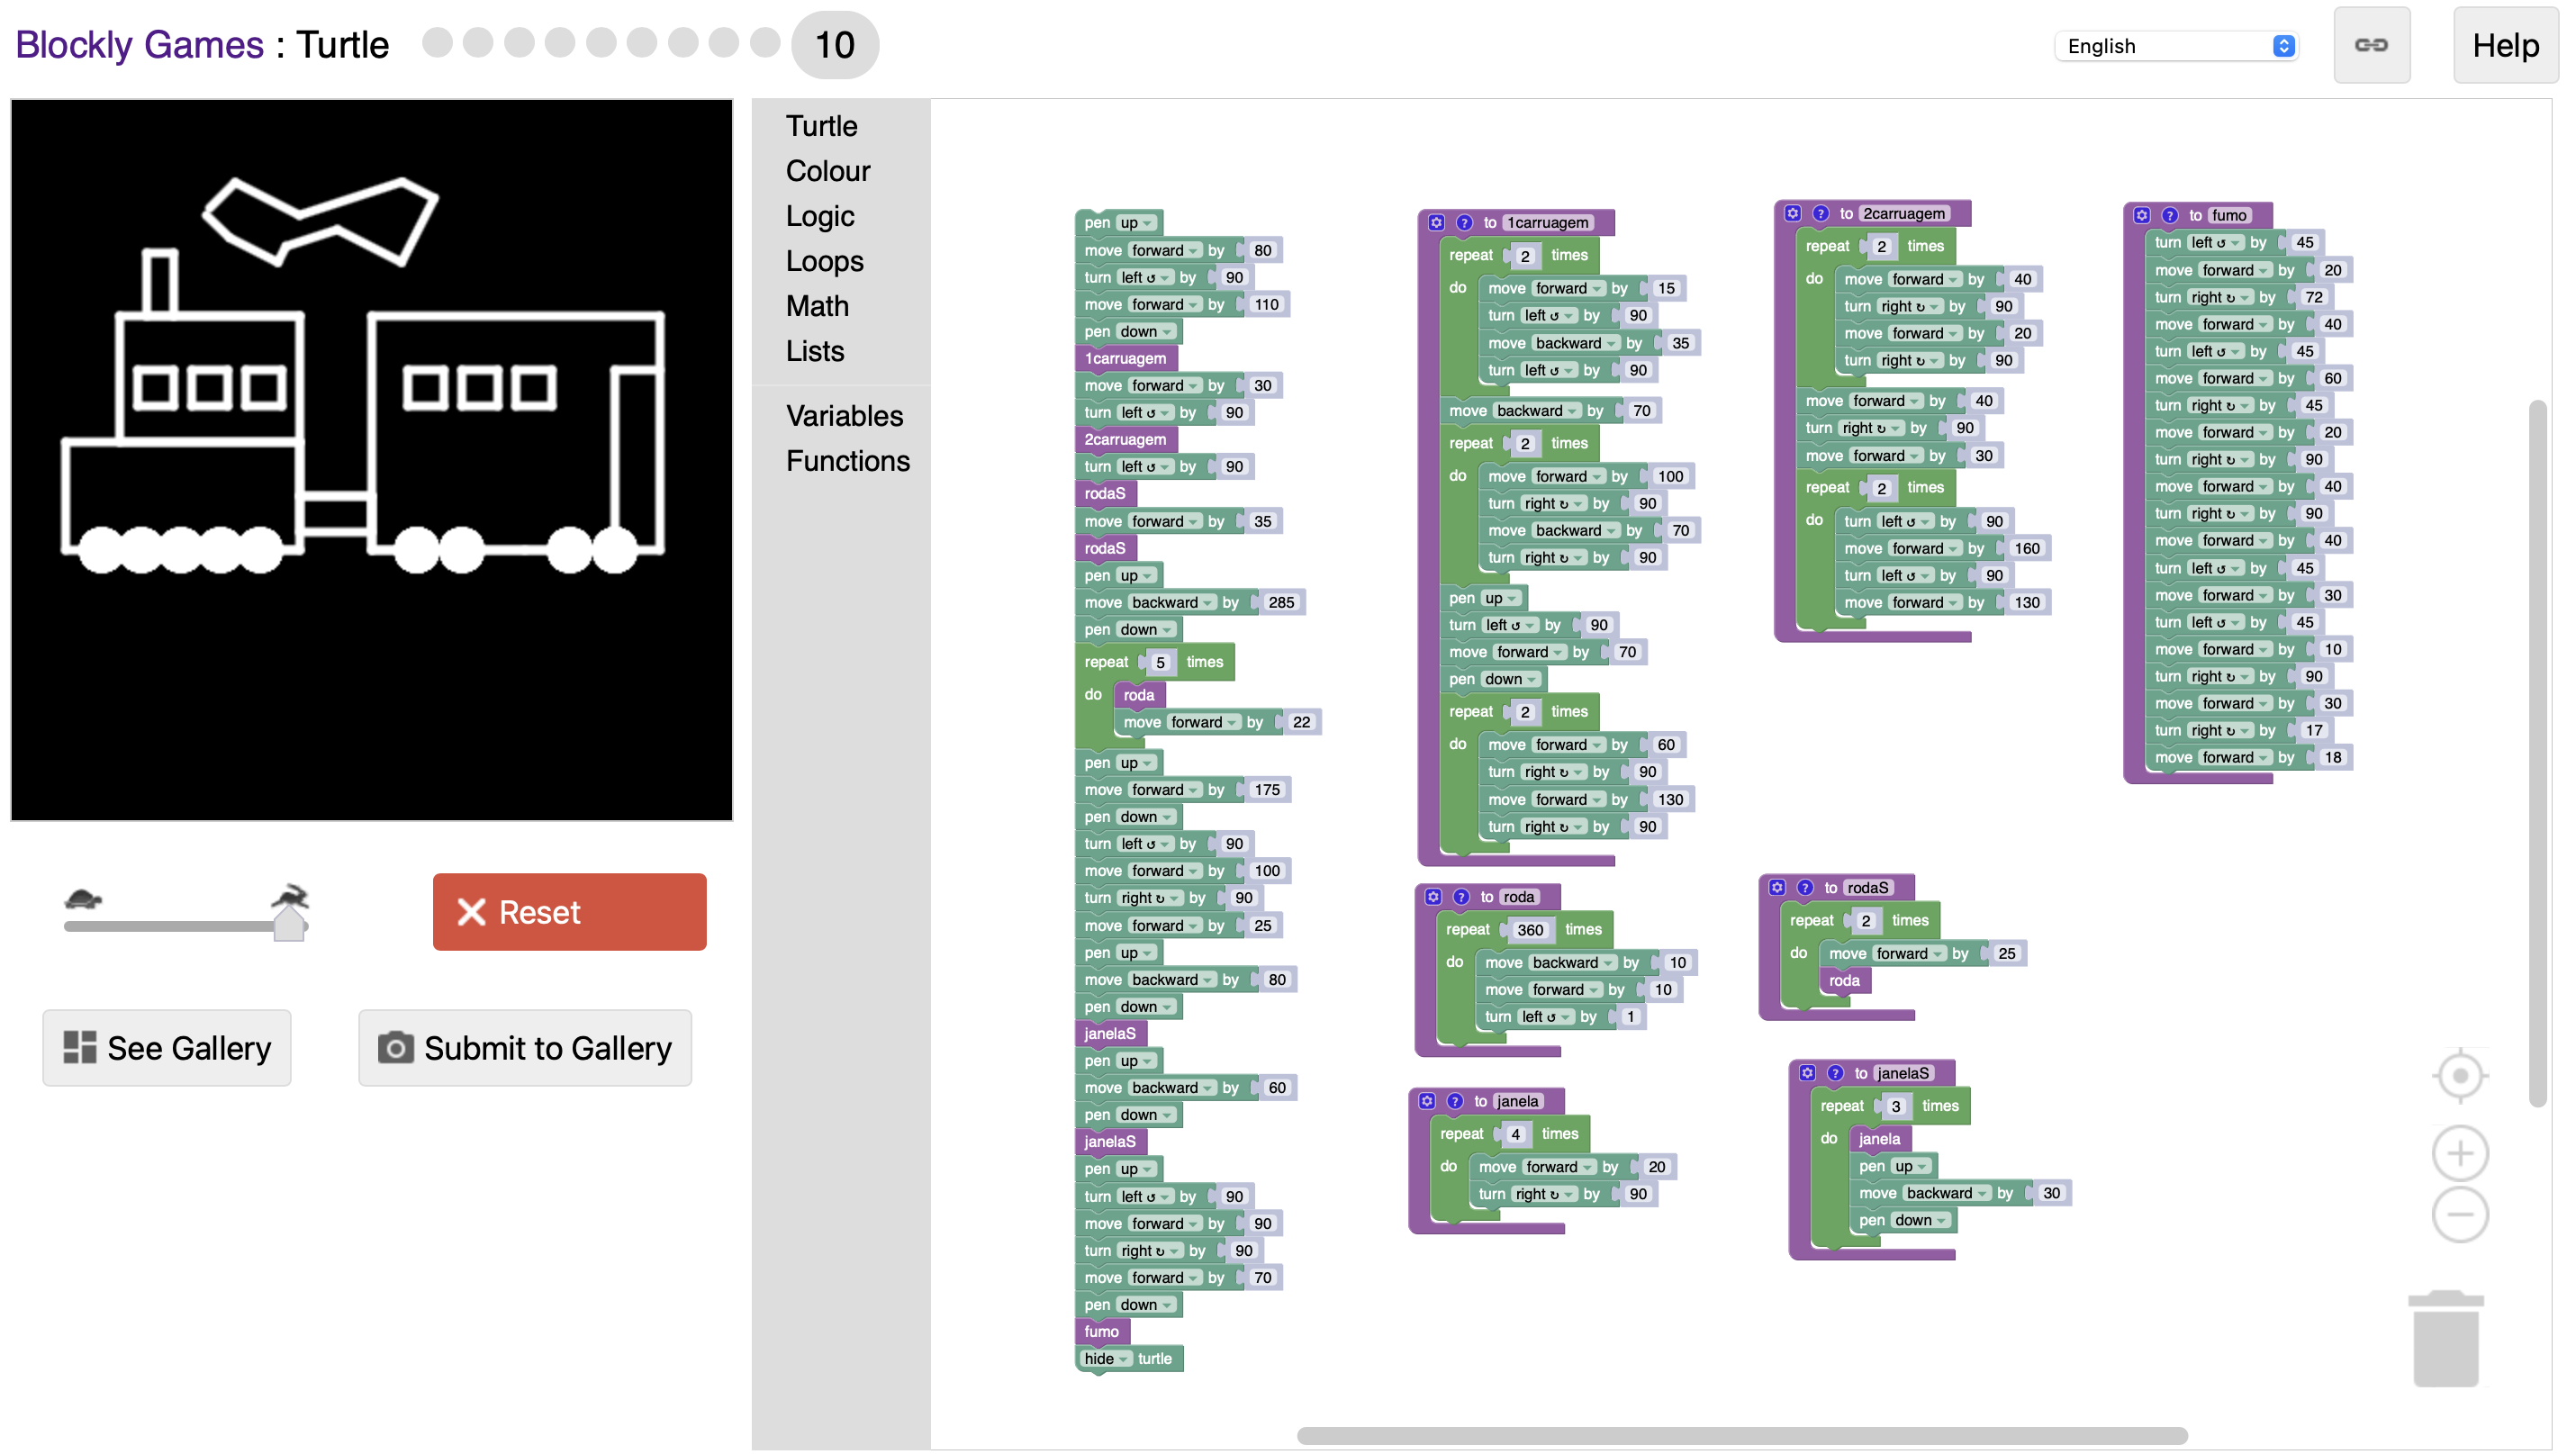 Blockly Games : Turtle 10 English Help
Turtle
Colour
Logic
Loops
Math
Lists
Variables
Functions
Reset
See Gallery Submit to Gallery
pen up
move forward by 80
turn left ↺ by 90
move forward by 110
pen down
1carruagem
move forward by 30
turn left ↺ by 90
2carruagem
turn left ↺ by 90
rodaS
move forward by 35
rodaS
pen up
move backward by 285
pen down
repeat 5 times
do roda
move forward by 22
pen up
move forward by 175
pen down
turn left ↺ by 90
move forward by 100
turn right ↻ by 90
move forward by 25
pen up
move backward by 80
pen down
janelaS
pen up
move backward by 60
pen down
janelaS
pen up
turn left ↺ by 90
move forward by 90
turn right ↻ by 90
move forward by 70
pen down
fumo
hide turtle
? to 1carruagem
repeat 2 times
do move forward by 15
turn left ↺ by 90
move backward by 35
turn left ↺ by 90
move backward by 70
repeat 2 times
do move forward by 100
turn right ↻ by 90
move backward by 70
turn right ↻ by 90
pen up
turn left ↺ by 90
move forward by 70
pen down
repeat 2 times
do move forward by 60
turn right ↻ by 90
move forward by 130
turn right ↻ by 90
? to roda
repeat 360 times
do move backward by 10
move forward by 10
turn left ↺ by 1
? to janela
repeat 4 times
do move forward by 20
turn right ↻ by 90
? to 2carruagem
repeat 2 times
do move forward by 40
turn right ↻ by 90
move forward by 20
turn right ↻ by 90
move forward by 40
turn right ↻ by 90
move forward by 30
repeat 2 times
do turn left ↺ by 90
move forward by 160
turn left ↺ by 90
move forward by 130
? to rodaS
repeat 2 times
do move forward by 25
roda
? to janelaS
repeat 3 times
do janela
pen up
move backward by 30
pen down
? to fumo
turn left ↺ by 45
move forward by 20
turn right ↻ by 72
move forward by 40
turn left ↺ by 45
move forward by 60
turn right ↻ by 45
move forward by 20
turn right ↻ by 90
move forward by 40
turn right ↻ by 90
move forward by 40
turn left ↺ by 45
move forward by 30
turn left ↺ by 45
move forward by 10
turn right ↻ by 90
move forward by 30
turn right ↻ by 17
move forward by 18